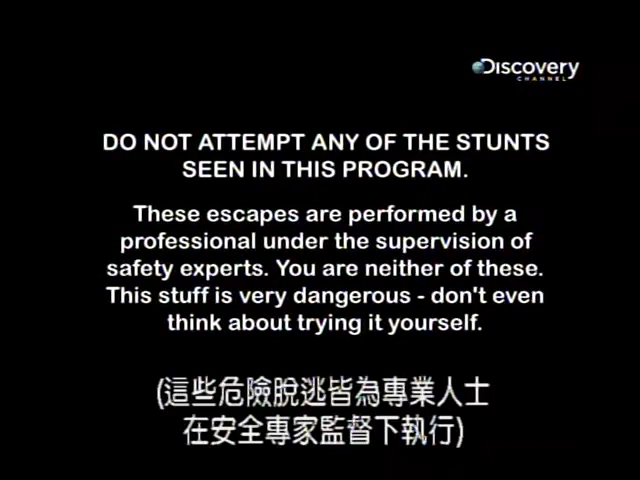 Discovery
CHANNEL
DO NOT ATTEMPT ANY OF THE STUNTS
SEEN IN THIS PROGRAM.
These escapes are performed by a
professional under the supervision of
safety experts. You are neither of these.
This stuff is very dangerous - don't even
think about trying it yourself.
(這些危險脫逃皆為專業人士
在安全專家監督下執行)